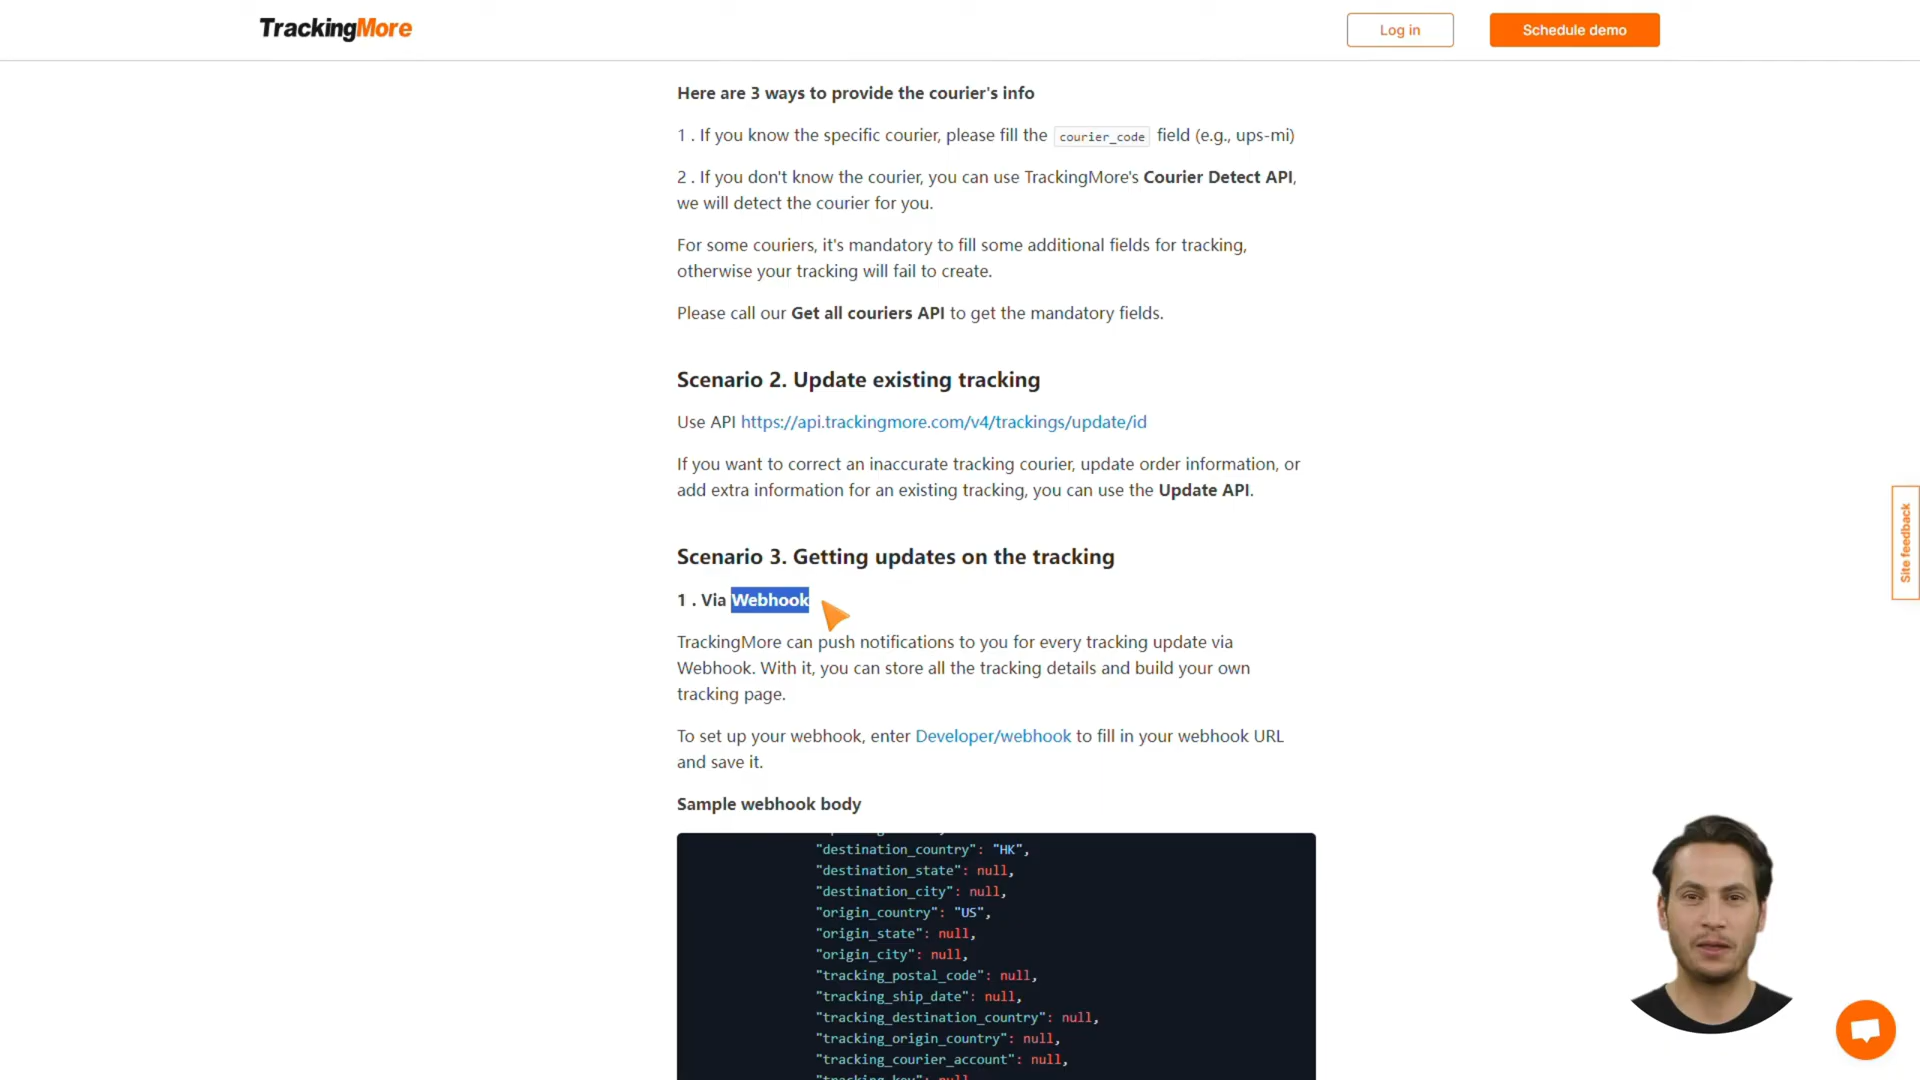 TrackingMore
Log in
Schedule demo
Here are 3 ways to provide the courier's info
1 . If you know the specific courier, please fill the courier_code field (e.g., ups-mi)
2 . If you don't know the courier, you can use TrackingMore's Courier Detect API,
we will detect the courier for you.
For some couriers, it's mandatory to fill some additional fields for tracking,
otherwise your tracking will fail to create.
Please call our Get all couriers API to get the mandatory fields.
Scenario 2. Update existing tracking
Use API https://api.trackingmore.com/v4/trackings/update/id
If you want to correct an inaccurate tracking courier, update order information, or
add extra information for an existing tracking, you can use the Update API.
Scenario 3. Getting updates on the tracking
1 . Via Webhook
TrackingMore can push notifications to you for every tracking update via
Webhook. With it, you can store all the tracking details and build your own
tracking page.
To set up your webhook, enter Developer/webhook to fill in your webhook URL
and save it.
Sample webhook body
"destination_country": "HK",
"destination_state": null,
"destination_city": null,
"origin_country": "US",
"origin_state": null,
"origin_city": null,
"tracking_postal_code": null,
"tracking_ship_date": null,
"tracking_destination_country": null,
"tracking_origin_country": null,
"tracking_courier_account": null,
Site feedback